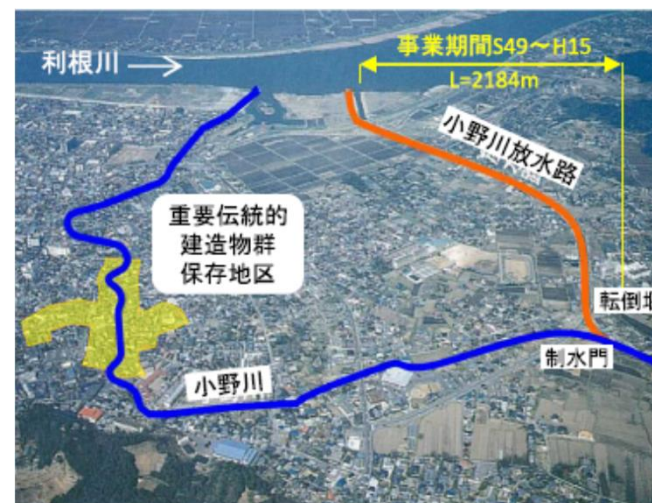 利根川
事業期間S49~H15
L=2184m
小野川放水路
重要伝統的
建造物群
保存地区
転倒堰
制水門
小野川